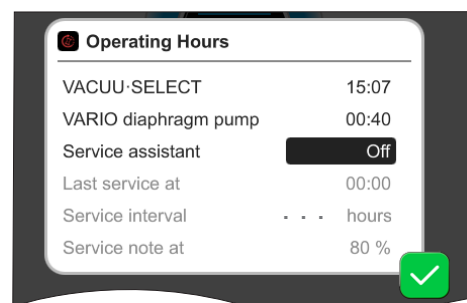 Operating Hours
VACUU·SELECT 15:07
VARIO diaphragm pump 00:40
Service assistant Off
Last service at 00:00
Service interval - - - hours
Service note at 80 %